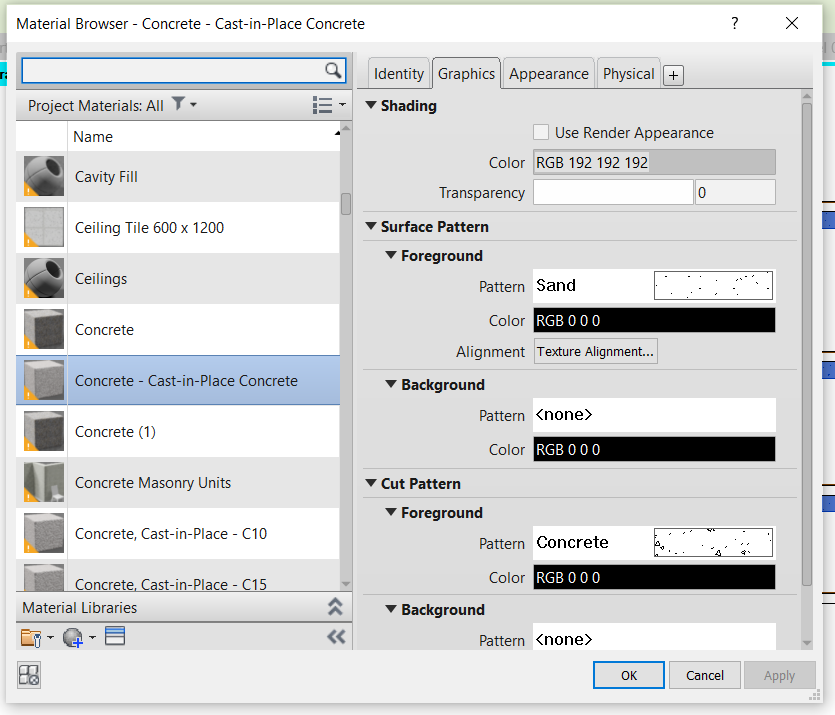 Material Browser - Concrete - Cast-in-Place Concrete
?
Project Materials: All
Name
Cavity Fill
Ceiling Tile 600 x 1200
Ceilings
Concrete
Concrete - Cast-in-Place Concrete
Concrete (1)
Concrete Masonry Units
Concrete, Cast-in-Place - C10
Concrete, Cast-in-Place - C15
Material Libraries
Identity Graphics Appearance Physical +
Shading
Use Render Appearance
Color RGB 192 192 192
Transparency 0
Surface Pattern
Foreground
Pattern Sand
Color RGB 0 0 0
Alignment Texture Alignment...
Background
Pattern <none>
Color RGB 0 0 0
Cut Pattern
Foreground
Pattern Concrete
Color RGB 0 0 0
Background
Pattern <none>
OK Cancel Apply